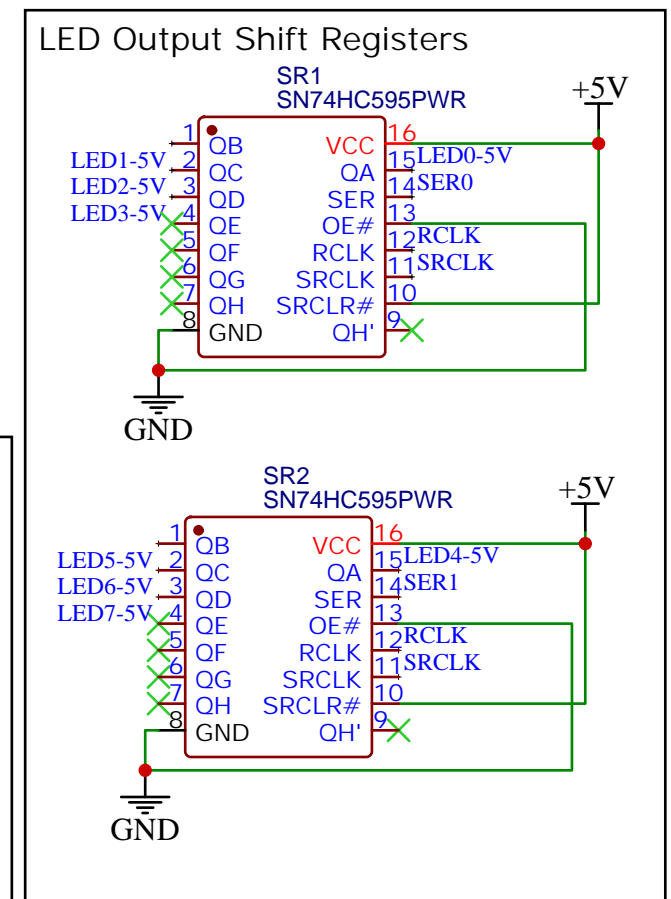 LED Output Shift Registers
SR1
SN74HC595PWR
+5V
1 QB VCC 16
LED1-5V 2 QC QA 15 LED0-5V
LED2-5V 3 QD SER 14 SER0
LED3-5V 4 QE OE# 13
5 QF RCLK 12 RCLK
6 QG SRCLK 11 SRCLK
7 QH SRCLR# 10
8 GND QH' 9
GND
SR2
SN74HC595PWR
+5V
1 QB VCC 16
LED5-5V 2 QC QA 15 LED4-5V
LED6-5V 3 QD SER 14 SER1
LED7-5V 4 QE OE# 13
5 QF RCLK 12 RCLK
6 QG SRCLK 11 SRCLK
7 QH SRCLR# 10
8 GND QH' 9
GND